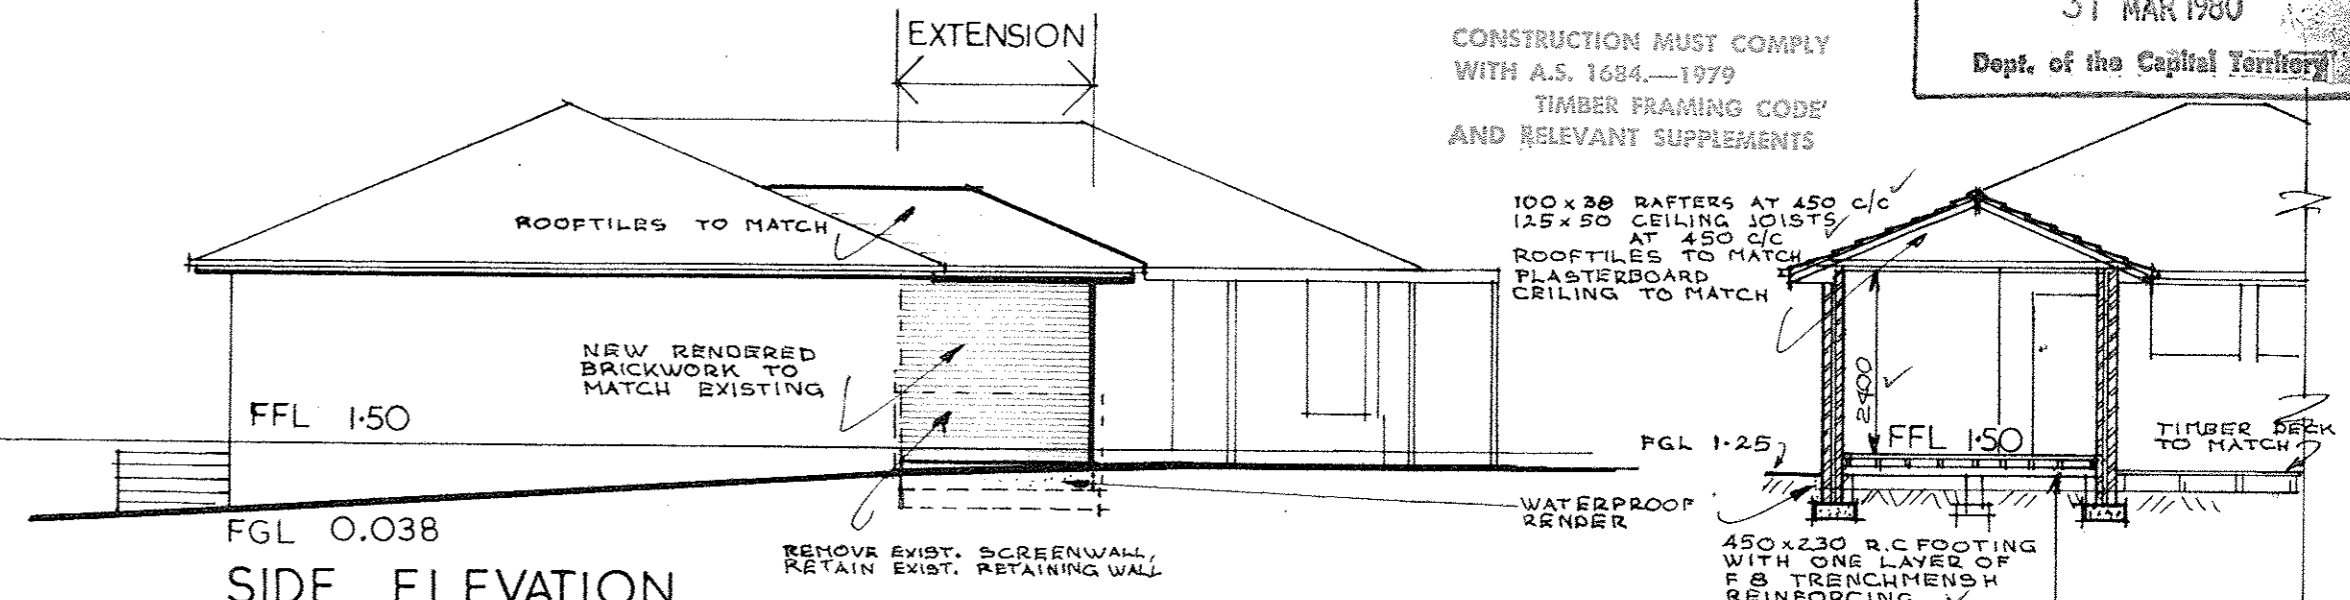 EXTENSION
CONSTRUCTION MUST COMPLY
WITH A.S. 1684.—1979
TIMBER FRAMING CODE'
AND RELEVANT SUPPLEMENTS
31 MAR 1980
Dept. of the Capital Territory
ROOFTILES TO MATCH
100 x 38 RAFTERS AT 450 c/c
125 x 50 CEILING JOISTS
AT 450 c/c
ROOFTILES TO MATCH
PLASTERBOARD
CEILING TO MATCH
NEW RENDERED
BRICKWORK TO
MATCH EXISTING
FFL 1·50
2400
FGL 1·25
FFL 1·50
TIMBER DECK
TO MATCH
WATERPROOF
RENDER
FGL 0.038
REMOVE EXIST. SCREENWALL,
RETAIN EXIST. RETAINING WALL
450 x 230 R.C FOOTING
WITH ONE LAYER OF
F 8 TRENCHMENSH
REINFORCING
SIDE ELEVATION